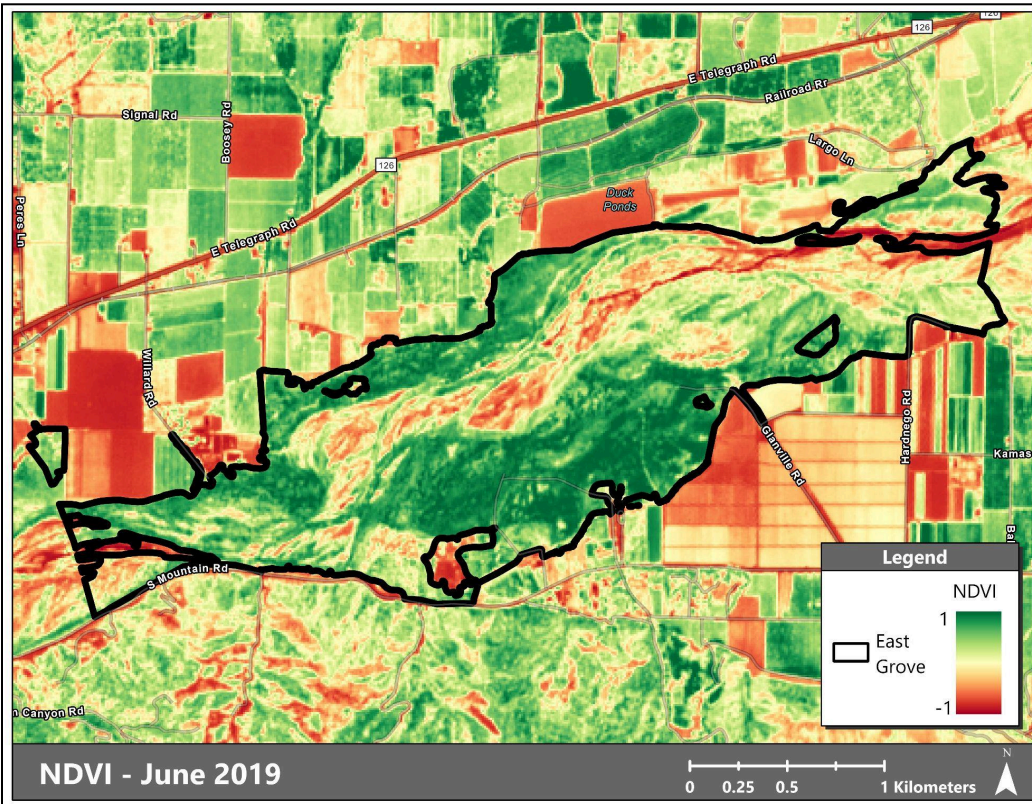 126
126
E Telegraph Rd
Railroad Rr
Signal Rd
Boosey Rd
Largo Ln
126
Duck
Ponds
Peres Ln
E Telegraph Rd
Willard Rd
Hardnego Rd
Glanville Rd
Kamas
S Mountain Rd
n Canyon Rd
Legend
NDVI
1
East
Grove
-1
NDVI - June 2019
N
0 0.25 0.5 1 Kilometers